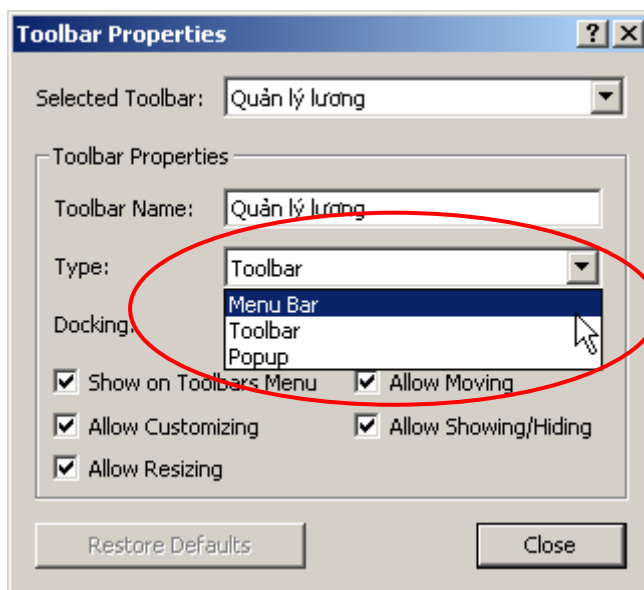 Toolbar Properties
Selected Toolbar: Quản lý lương
Toolbar Properties
Toolbar Name: Quản lý lương
Type: Toolbar
Menu Bar
Docking: Toolbar
Popup
Show on Toolbars Menu Allow Moving
Allow Customizing Allow Showing/Hiding
Allow Resizing
Restore Defaults Close